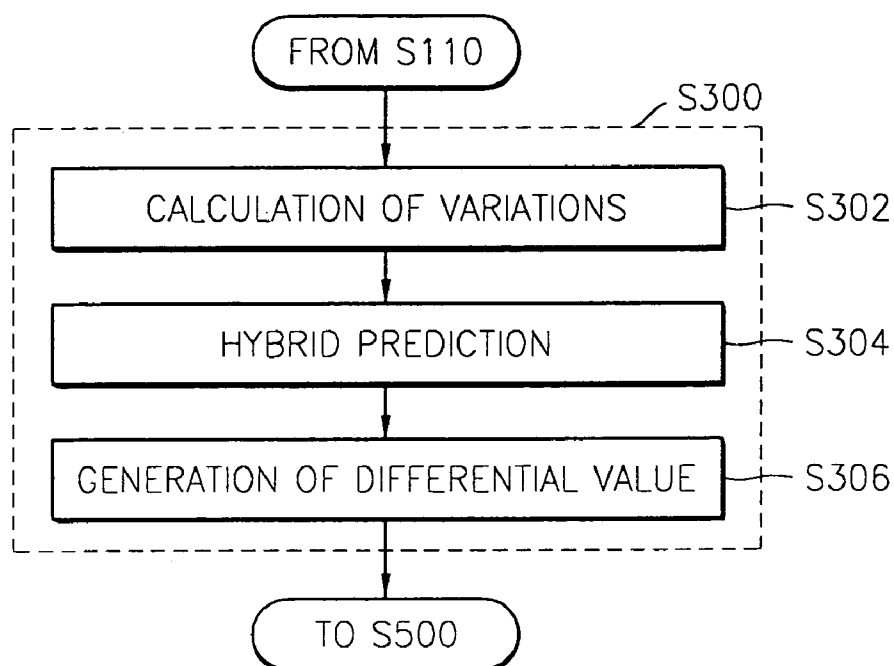 FROM S110
S300
CALCULATION OF VARIATIONS
S302
HYBRID PREDICTION
S304
GENERATION OF DIFFERENTIAL VALUE
S306
TO S500